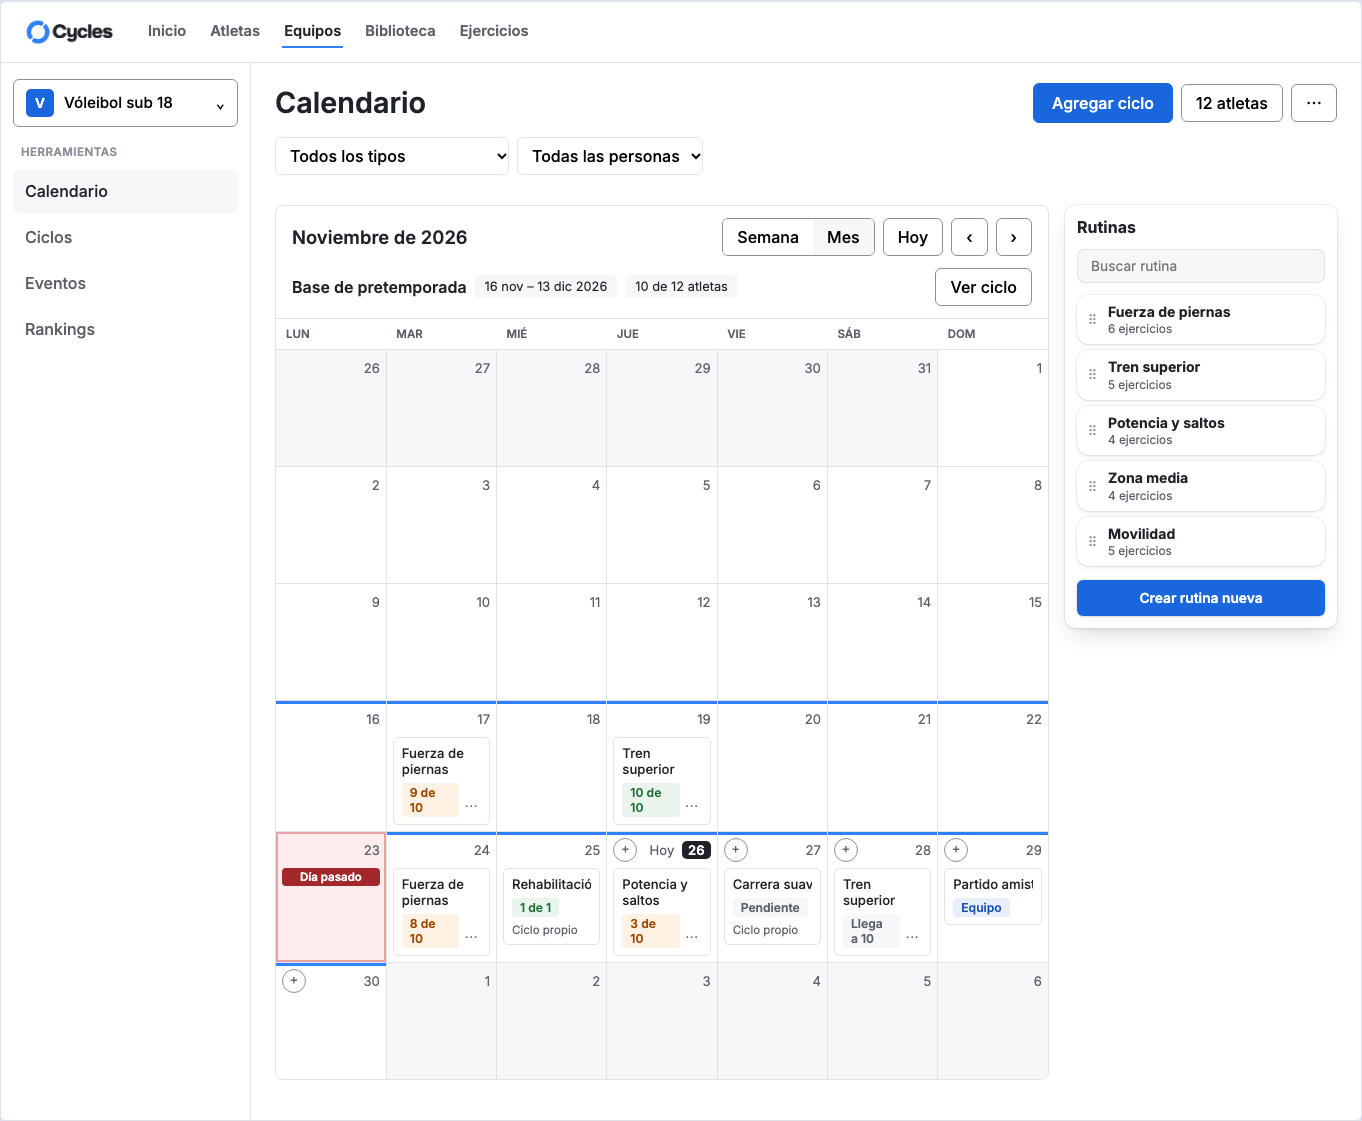 Cycles
Inicio
Atletas
Equipos
Biblioteca
Ejercicios
V
Vóleibol sub 18
HERRAMIENTAS
Calendario
Ciclos
Eventos
Rankings
Calendario
Agregar ciclo
12 atletas
...
Todos los tipos
Todas las personas
Noviembre de 2026
Semana
Mes
Hoy
‹
›
Base de pretemporada
16 nov – 13 dic 2026
10 de 12 atletas
Ver ciclo
LUN MAR MIÉ JUE VIE SÁB DOM
26 27 28 29 30 31 1
2 3 4 5 6 7 8
9 10 11 12 13 14 15
16 17 18 19 20 21 22
Fuerza de
piernas
9 de
10
...
Tren
superior
10 de
10
...
23
Día pasado
24
Fuerza de
piernas
8 de
10
...
25
Rehabilitació
1 de 1
Ciclo propio
+ Hoy 26
Potencia y
saltos
3 de
10
...
+ 27
Carrera suav
Pendiente
Ciclo propio
+ 28
Tren
superior
Llega
a 10
...
+ 29
Partido amist
Equipo
+ 30 1 2 3 4 5 6
Rutinas
Buscar rutina
Fuerza de piernas
6 ejercicios
Tren superior
5 ejercicios
Potencia y saltos
4 ejercicios
Zona media
4 ejercicios
Movilidad
5 ejercicios
Crear rutina nueva